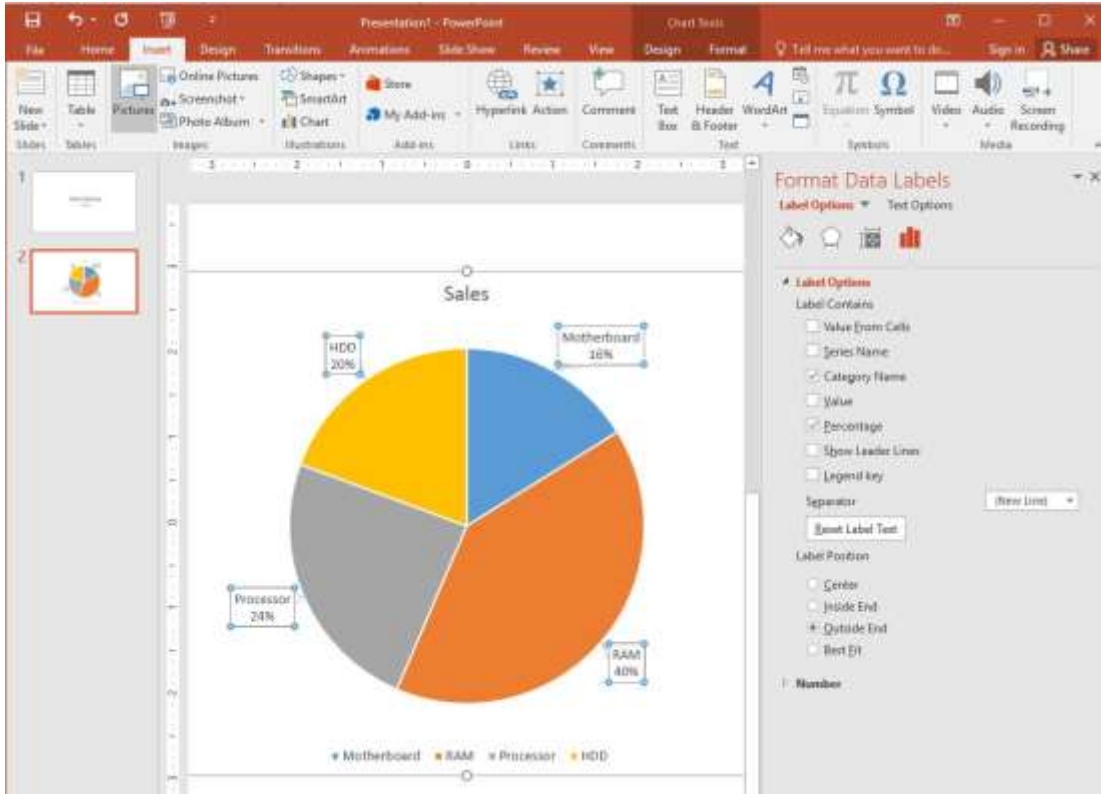 Presentation1 - PowerPoint
Chart Tools
File Home Insert Design Transitions Animations Slide Show Review View Design Format Tell me what you want to do... Sign in Share
New Slide
Table
Pictures
Online Pictures
Screenshot
Photo Album
Shapes
SmartArt
Chart
Store
My Add-ins
Hyperlink
Action
Comment
Text Box
Header & Footer
WordArt
Equation
Symbol
Video
Audio
Screen Recording
Slides Tables Images Illustrations Add-ins Links Comments Text Symbols Media
1
2
Sales
HDD
20%
Motherboard
16%
Processor
24%
RAM
40%
Motherboard RAM Processor HDD
Format Data Labels
Label Options Text Options
Label Options
Label Contains
Value From Cells
Series Name
Category Name
Value
Percentage
Show Leader Lines
Legend key
Separator (New Line)
Reset Label Text
Label Position
Center
Inside End
Outside End
Best Fit
Number